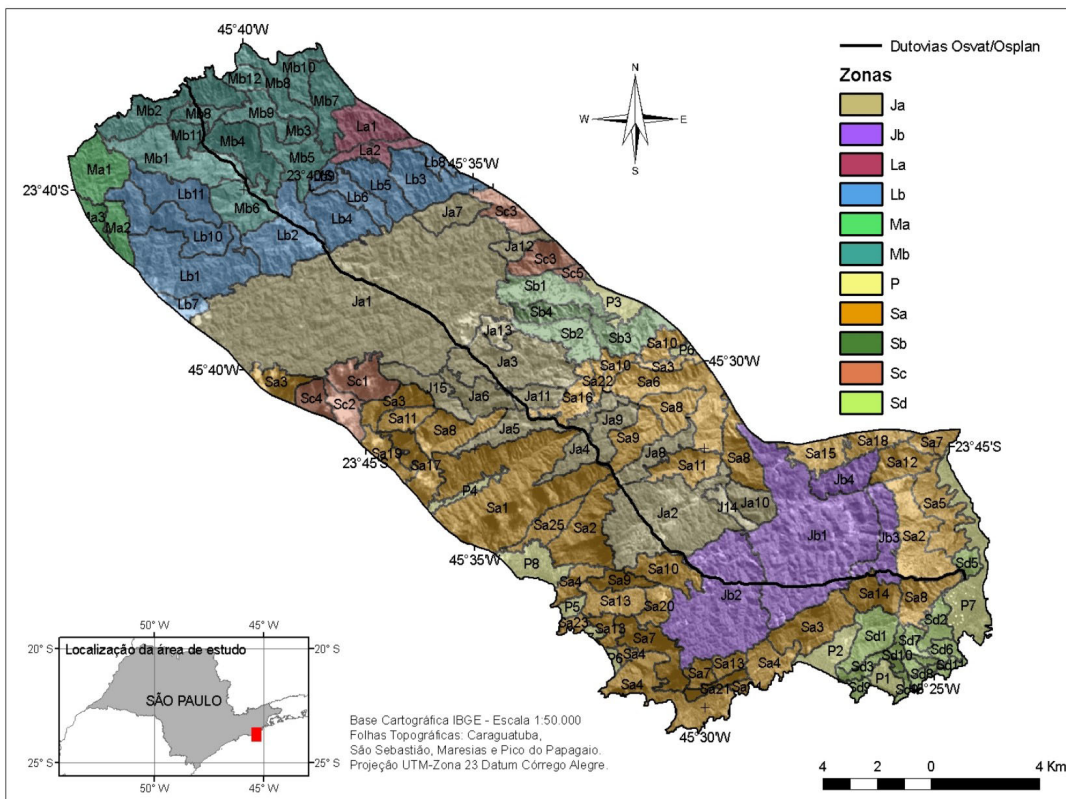 45°40'W
Mb10
Mb12
Mb8
Mb7
Mb2
Mb8
Mb9
La1
Mb11
Mb4
Mb3
La2
Mb1
Mb5
45°35'W
Ma1
23°40'S
Lb5
Lb3
Lb11
Lb6
Mb6
Lb4
Ma2
Lb10
Lb2
Ja7
Sc3
Lb1
Ja12
Sc3
Sc5
Lb7
Ja1
Sb1
P3
Sb4
Ja13
Sb2
Sb3
Sa10
Ja3
45°30'W
45°40'W
Sa3
Sc1
J15
Sa10
Sa3
Sa22
Sa6
Sc4
Sc2
Sa3
Ja6
Ja11
Sa16
Sa11
Sa8
Ja5
Ja9
Sa8
Sa9
Sa19
23°45'S
Sa17
Ja4
Ja8
Sa11
Sa8
Sa15
Sa18
Sa7
23°45'S
Sa12
P4
Jb4
Sa1
J14
Ja10
Sa5
Sa25
Sa2
Ja2
Jb1
Jb3
Sa2
45°35'W
P8
Sa10
Sd5
Sa4
Sa9
Jb2
Sa14
Sa8
P7
P5
Sa13
Sa20
Sa23
Sa13
Sa7
Sa3
Sd1
Sd2
Sd7
Sa4
P2
Sd6
Sa4
Sa7
Sa13
Sa4
Sd3
Sd10
P1
Sa21
45°30'W
N
W
E
S
Dutovias Osvat/Osplan
Zonas
Ja
Jb
La
Lb
Ma
Mb
P
Sa
Sb
Sc
Sd
50°W
45°W
Localização da área de estudo
20°S
20°S
SÃO PAULO
25°S
25°S
50°W
45°W
Base Cartográfica IBGE - Escala 1:50.000
Folhas Topográficas: Caraguatuba,
São Sebastião, Maresias e Pico do Papagaio.
Projeção UTM-Zona 23 Datum Córrego Alegre.
4
2
0
4 Km